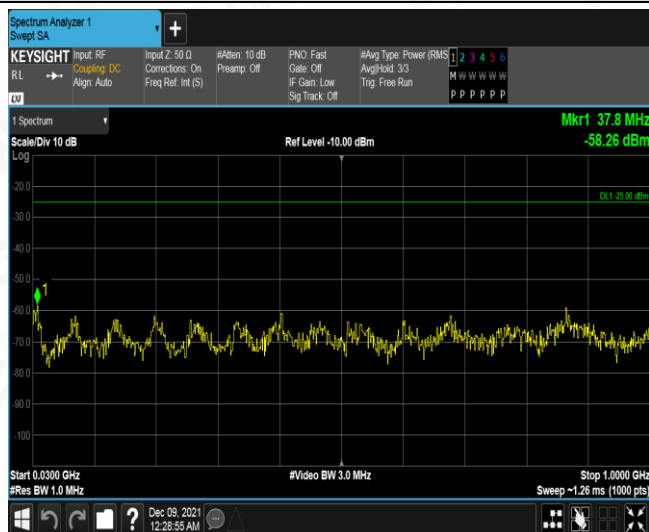 Spectrum Analyzer 1
Swept SA
KEYSIGHT
RL
Input: RF
Coupling: DC
Align: Auto
Input Z: 50 Ω
Corrections: On
Freq Ref: Int (S)
#Atten: 10 dB
Preamp: Off
PNO: Fast
Gate: Off
IF Gain: Low
Sig Track: Off
#Avg Type: Power (RMS
Avg|Hold: 3/3
Trig: Free Run
1 2 3 4 5 6
M W W W W W
P P P P P P
LXI
1 Spectrum
Scale/Div 10 dB
Ref Level -10.00 dBm
Mkr1 37.8 MHz
-58.26 dBm
Log
DL1 -25.00 dBm
-20.0
-30.0
-40.0
-50.0
1
-60.0
-70.0
-80.0
-90.0
-100
Start 0.0300 GHz
#Video BW 3.0 MHz
Stop 1.0000 GHz
#Res BW 1.0 MHz
Sweep ~1.26 ms (1000 pts)
?
Dec 09, 2021
12:28:55 AM